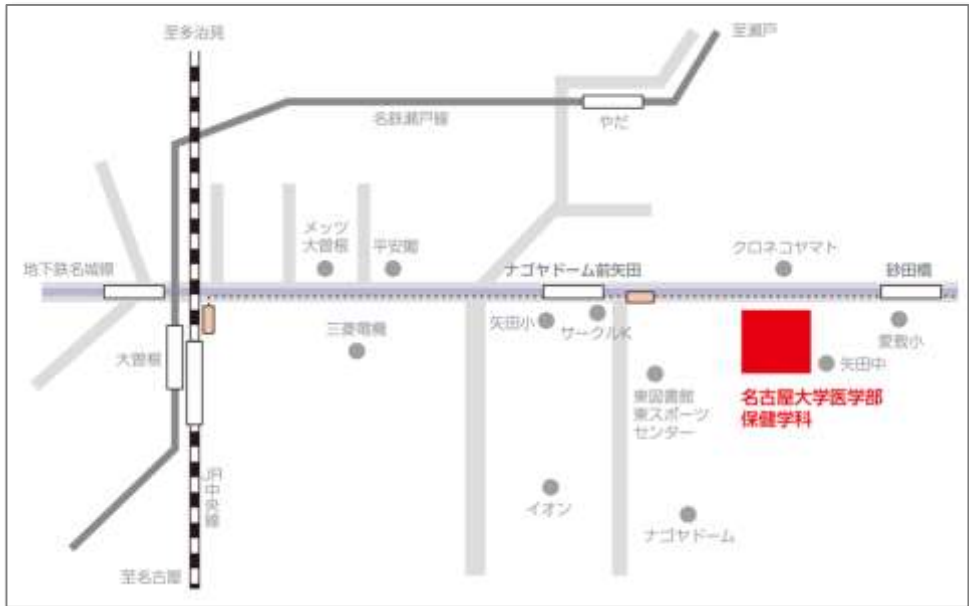 至多治見
至瀬戸
名鉄瀬戸線
やだ
メッツ
大曽根
平安閣
クロネコヤマト
地下鉄名城線
ナゴヤドーム前矢田
砂田橋
矢田小
サークルK
三菱電機
愛教小
大曽根
矢田中
東図書館
東スポーツ
センター
名古屋大学医学部
保健学科
JR中央線
イオン
ナゴヤドーム
至名古屋